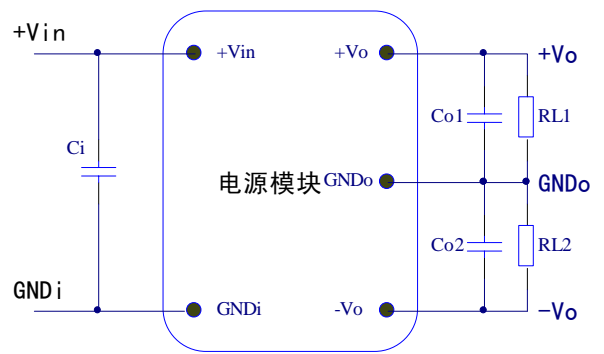 +Vin
+Vin
+Vo
+Vo
Co1
RL1
Ci
电源模块
GNDo
GNDo
Co2
RL2
GNDi
GNDi
-Vo
-Vo